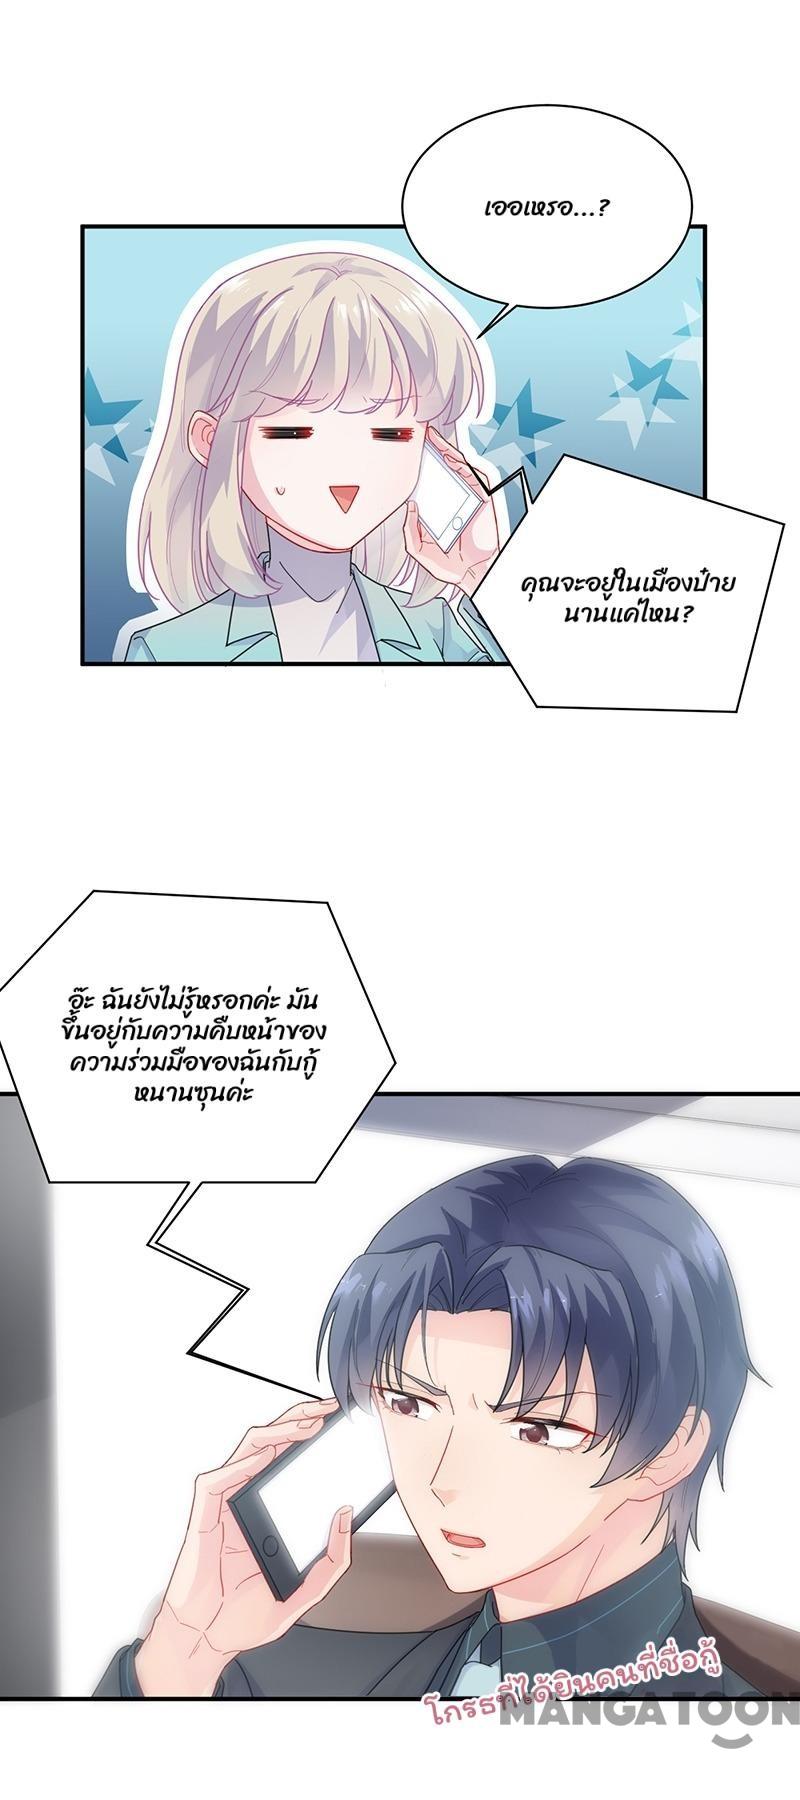 เออเหรอ...?
คุณจะอยู่ในเมืองป๋าย
นานแค่ไหน?
อ๊ะ ฉันยังไม่รู้หรอกค่ะ มัน
ขึ้นอยู่กับความคืบหน้าของ
ความร่วมมือของฉันกับกู้
หนานซุนค่ะ
โกรธที่ได้ยินคนที่ชื่อกู้
MANGATOON